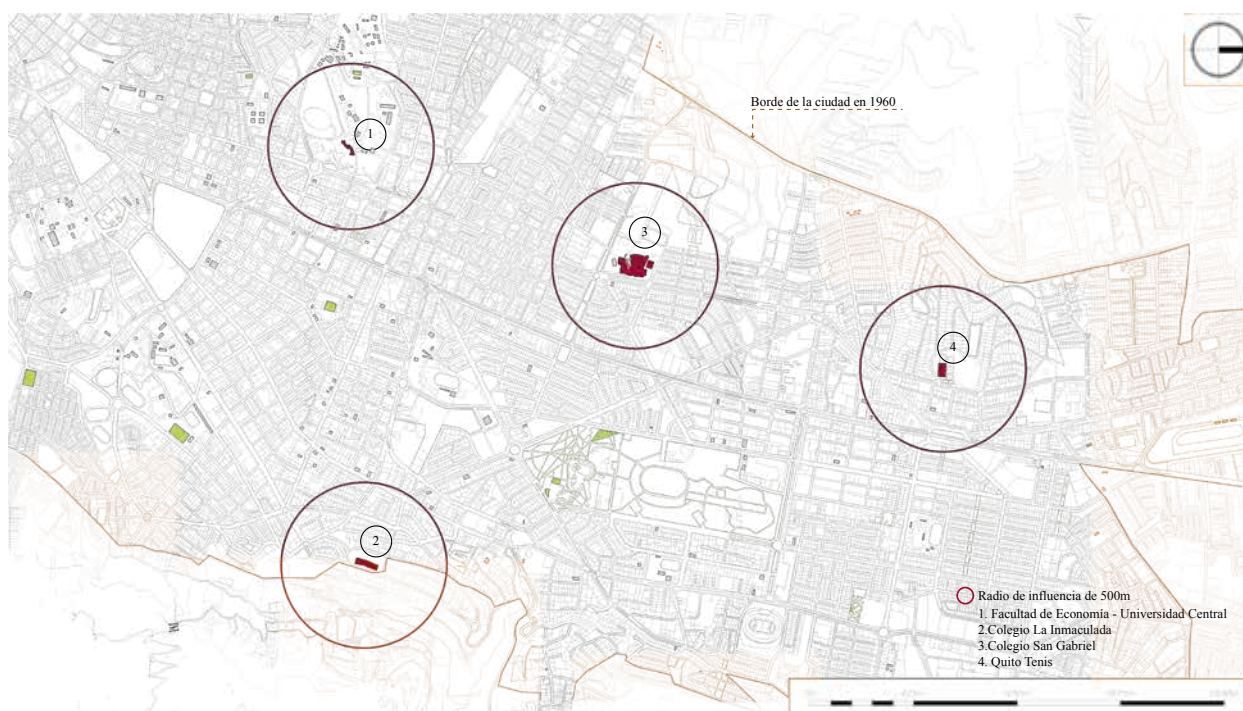 Borde de la ciudad en 1960
1
3
4
2
Radio de influencia de 500m
1. Facultad de Economía - Universidad Central
2.Colegio La Inmaculada
3.Colegio San Gabriel
4. Quito Tenis